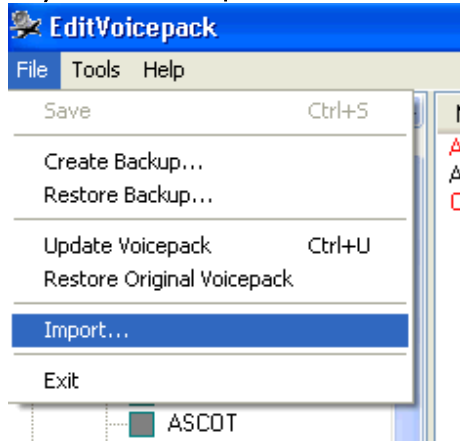 EditVoicepack
File Tools Help
Save Ctrl+S
Create Backup...
Restore Backup...
Update Voicepack Ctrl+U
Restore Original Voicepack
Import...
Exit
ASCOT